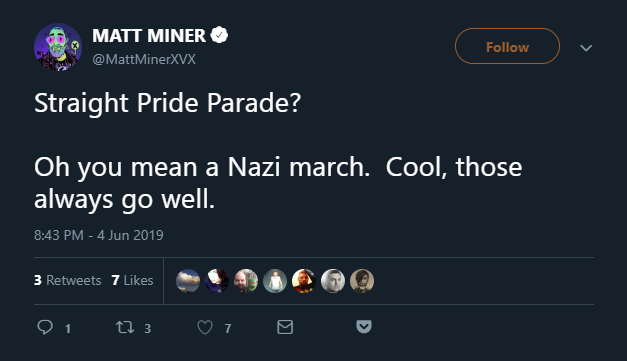 MATT MINER
@MattMinerXVX
Follow
Straight Pride Parade?
Oh you mean a Nazi march.  Cool, those
always go well.
8:43 PM - 4 Jun 2019
3 Retweets 7 Likes
1 3 7